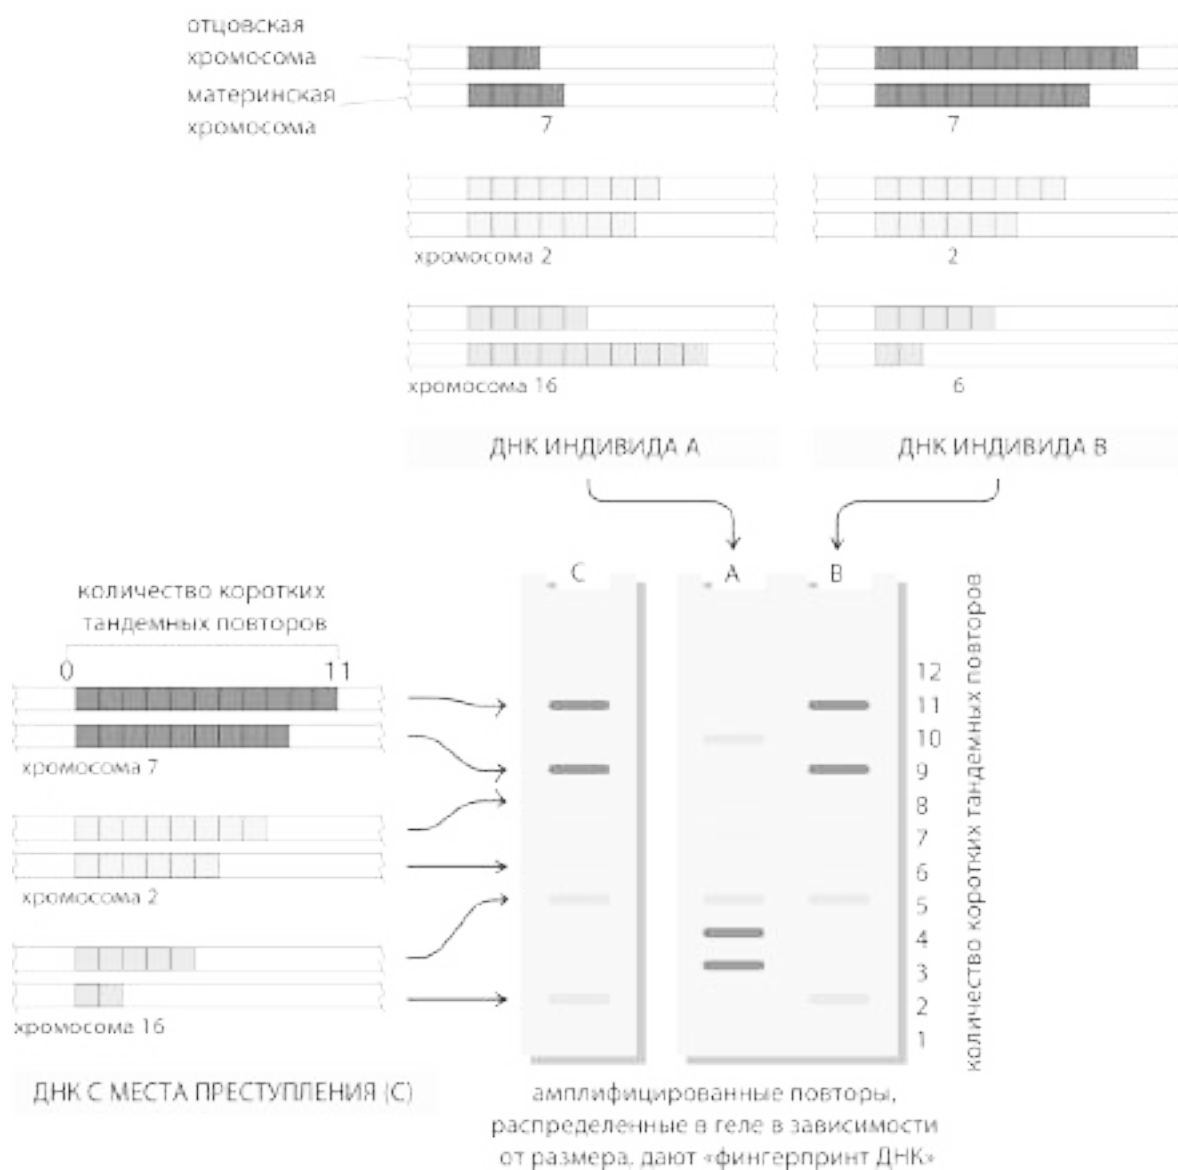 отцовская
хромосома
материнская
хромосома
7
7
хромосома 2
2
хромосома 16
6
ДНК ИНДИВИДА А
ДНК ИНДИВИДА В
количество коротких
тандемных повторов
0
11
хромосома 7
хромосома 2
хромосома 16
ДНК С МЕСТА ПРЕСТУПЛЕНИЯ (С)
С
А
В
12
11
10
9
8
7
6
5
4
3
2
1
количество коротких тандемных повторов
амплифицированные повторы,
распределенные в геле в зависимости
от размера, дают «фингерпринт ДНК»